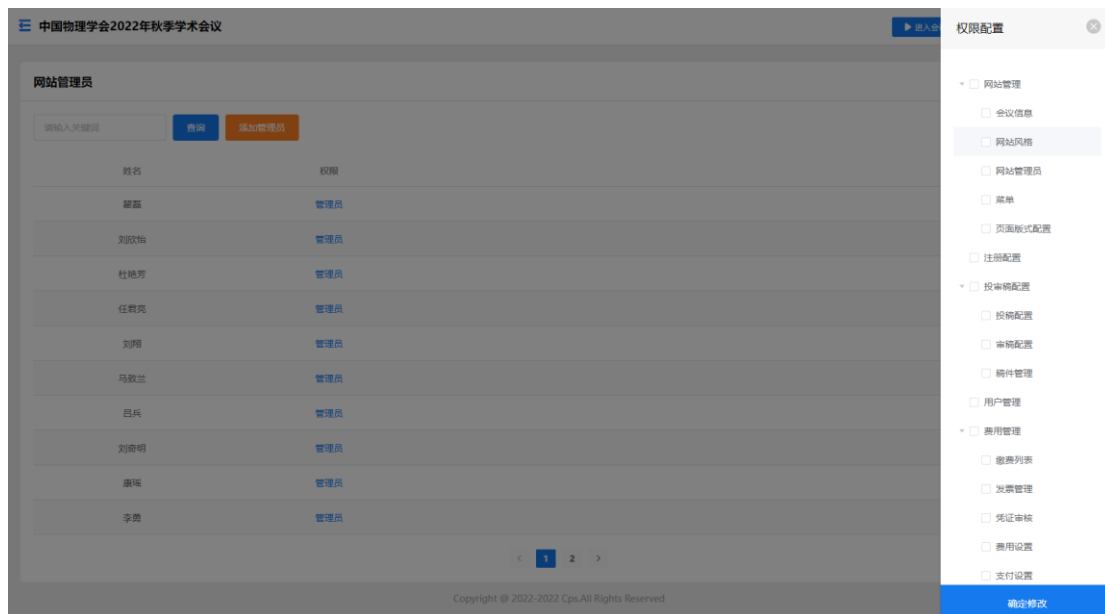 中国物理学会2022年秋季学术会议
进入会
网站管理员
请输入关键词
查询
添加管理员
姓名 权限
瞿磊 管理员
刘欣怡 管理员
杜艳芳 管理员
任君亮 管理员
刘翔 管理员
马致兰 管理员
吕兵 管理员
刘奇明 管理员
康瑶 管理员
李勇 管理员
1 2
Copyright @ 2022-2022 Cps.All Rights Reserved
权限配置
网站管理
会议信息
网站风格
网站管理员
菜单
页面版式配置
注册配置
投审稿配置
投稿配置
审稿配置
稿件管理
用户管理
费用管理
缴费列表
发票管理
凭证审核
费用设置
支付设置
确定修改